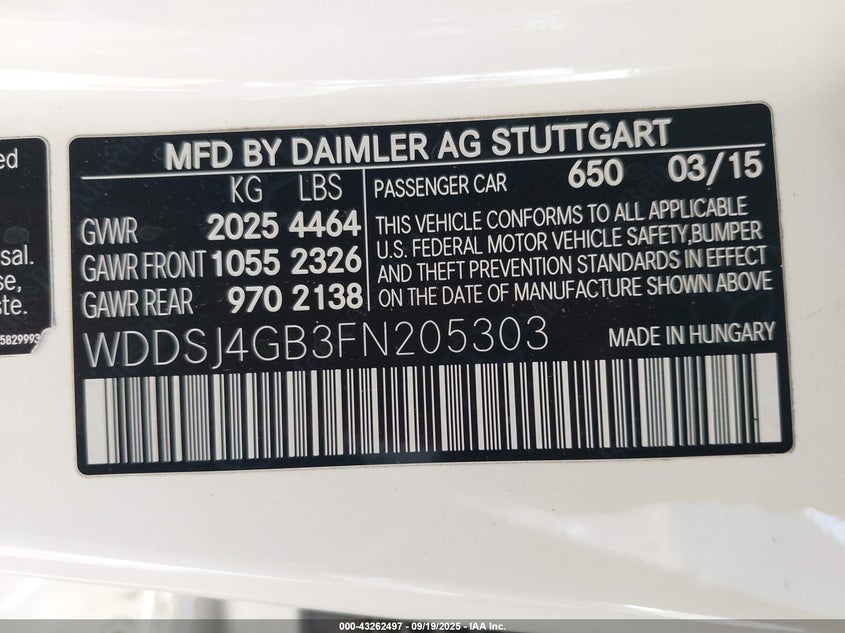 MFD BY DAIMLER AG STUTTGART
KG LBS
GVWR 2025 4464
GAWR FRONT 1055 2326
GAWR REAR 970 2138
PASSENGER CAR 650 03/15
THIS VEHICLE CONFORMS TO ALL APPLICABLE
U.S. FEDERAL MOTOR VEHICLE SAFETY,BUMPER
AND THEFT PREVENTION STANDARDS IN EFFECT
ON THE DATE OF MANUFACTURE SHOWN ABOVE
WDDSJ4GB3FN205303 MADE IN HUNGARY
ed
sal.
se,
ste.
5829993
000-43262497 - 09/19/2025 - IAA Inc.